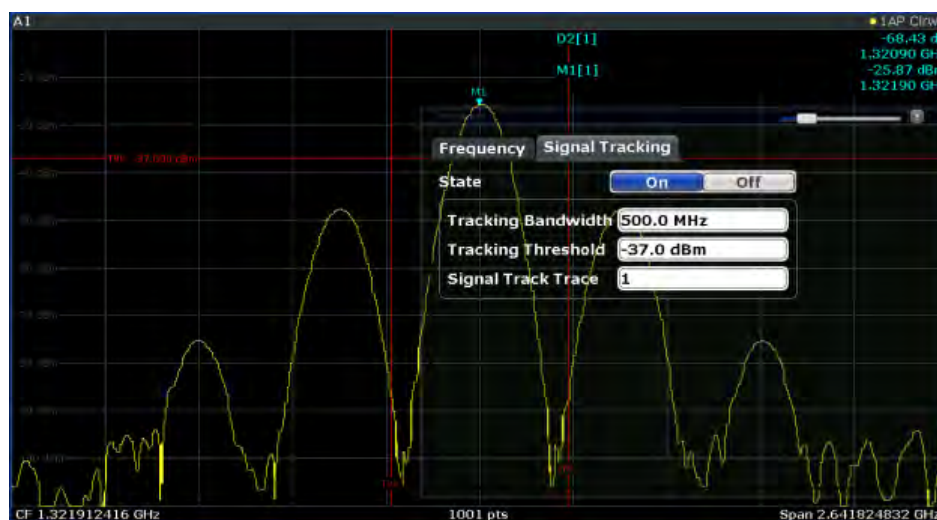 A1
1AP Clrw
D2[1]
-68.43 d
1.32090 GH
M1[1]
-25.87 dBm
1.32190 GH
M1
Frequency
Signal Tracking
State
On
Off
Tracking Bandwidth
500.0 MHz
Tracking Threshold
-37.0 dBm
Signal Track Trace
1
CF 1.321912416 GHz
1001 pts
Span 2.641824832 GHz